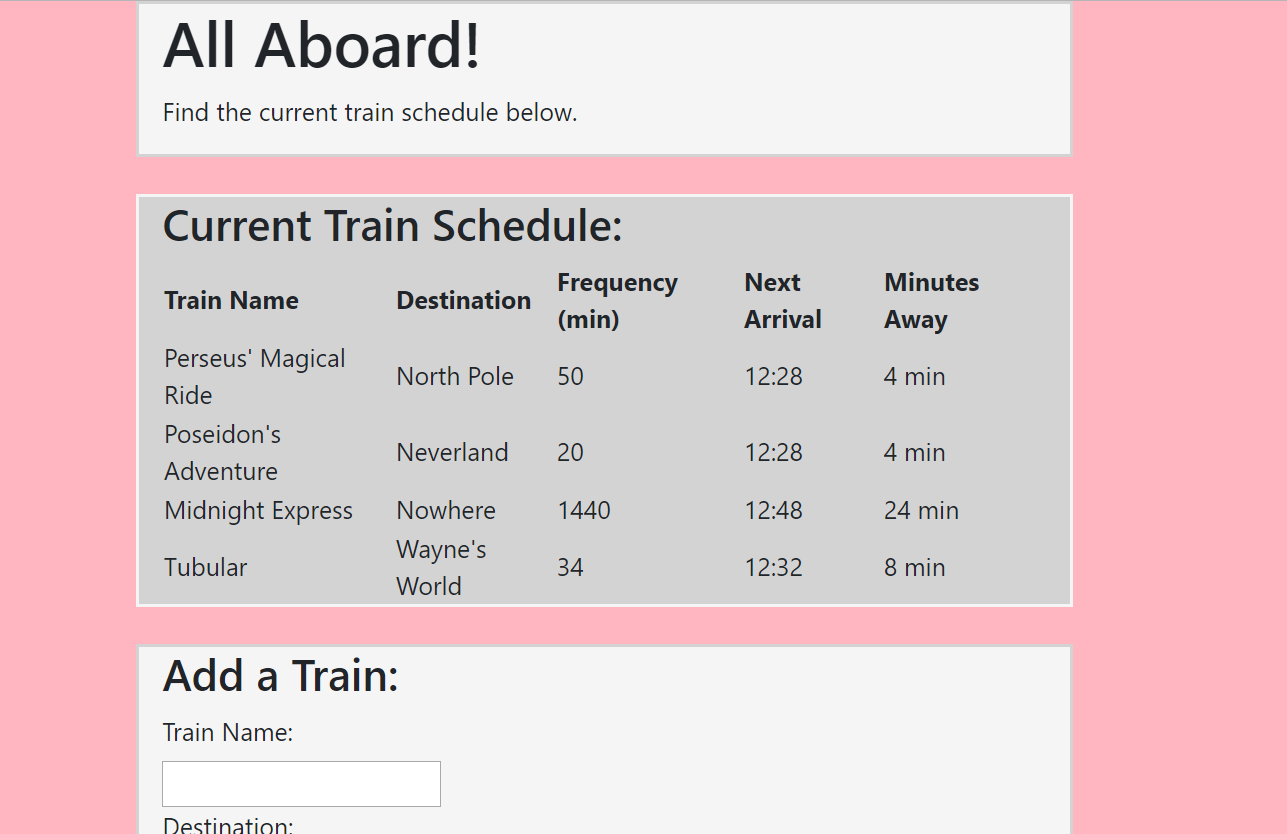 All Aboard!
Find the current train schedule below.
Current Train Schedule:
Train Name Destination Frequency (min) Next Arrival Minutes Away
Perseus' Magical Ride North Pole 50 12:28 4 min
Poseidon's Adventure Neverland 20 12:28 4 min
Midnight Express Nowhere 1440 12:48 24 min
Tubular Wayne's World 34 12:32 8 min
Add a Train:
Train Name:
Destination: